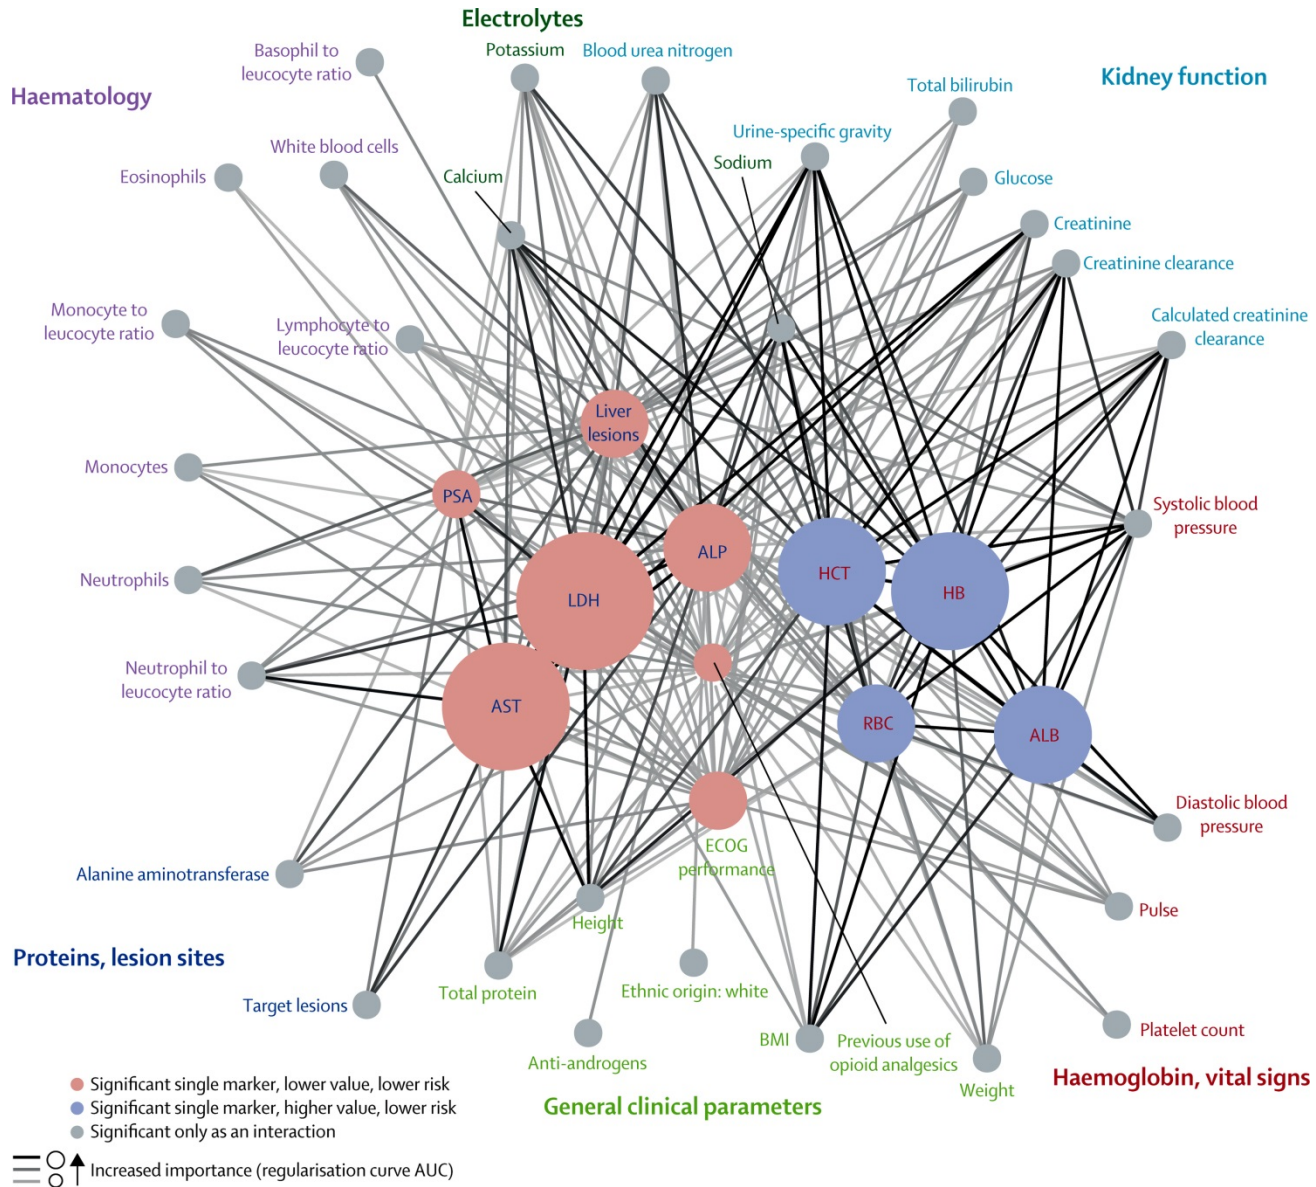 Electrolytes
Potassium
Blood urea nitrogen
Basophil to
leucocyte ratio
Haematology
Kidney function
Total bilirubin
Urine-specific gravity
White blood cells
Sodium
Eosinophils
Calcium
Glucose
Creatinine
Creatinine clearance
Monocyte to
leucocyte ratio
Lymphocyte to
leucocyte ratio
Calculated creatinine
clearance
Liver
lesions
Monocytes
PSA
Systolic blood
pressure
ALP
HCT
HB
Neutrophils
LDH
Neutrophil to
leucocyte ratio
AST
RBC
ALB
Diastolic blood
pressure
ECOG
performance
Alanine aminotransferase
Height
Pulse
Proteins, lesion sites
Total protein
Ethnic origin: white
Target lesions
Platelet count
Anti-androgens
BMI
Previous use of
opioid analgesics
Weight
Haemoglobin, vital signs
General clinical parameters
Significant single marker, lower value, lower risk
Significant single marker, higher value, lower risk
Significant only as an interaction
Increased importance (regularisation curve AUC)